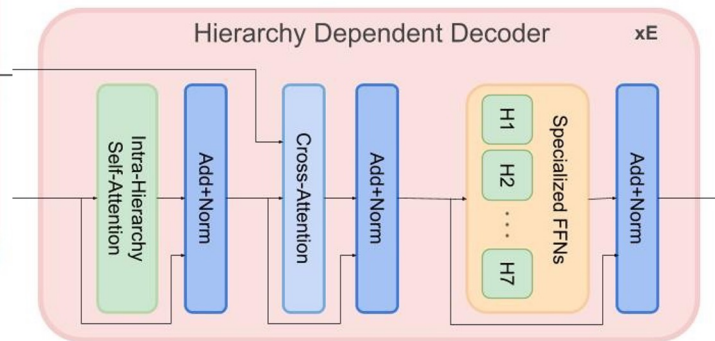 Hierarchy Dependent Decoder
xE
Intra-Hierarchy
Self-Attention
Add+Norm
Cross-Attention
Add+Norm
H1
H2
. . .
H7
Specialized FFNs
Add+Norm